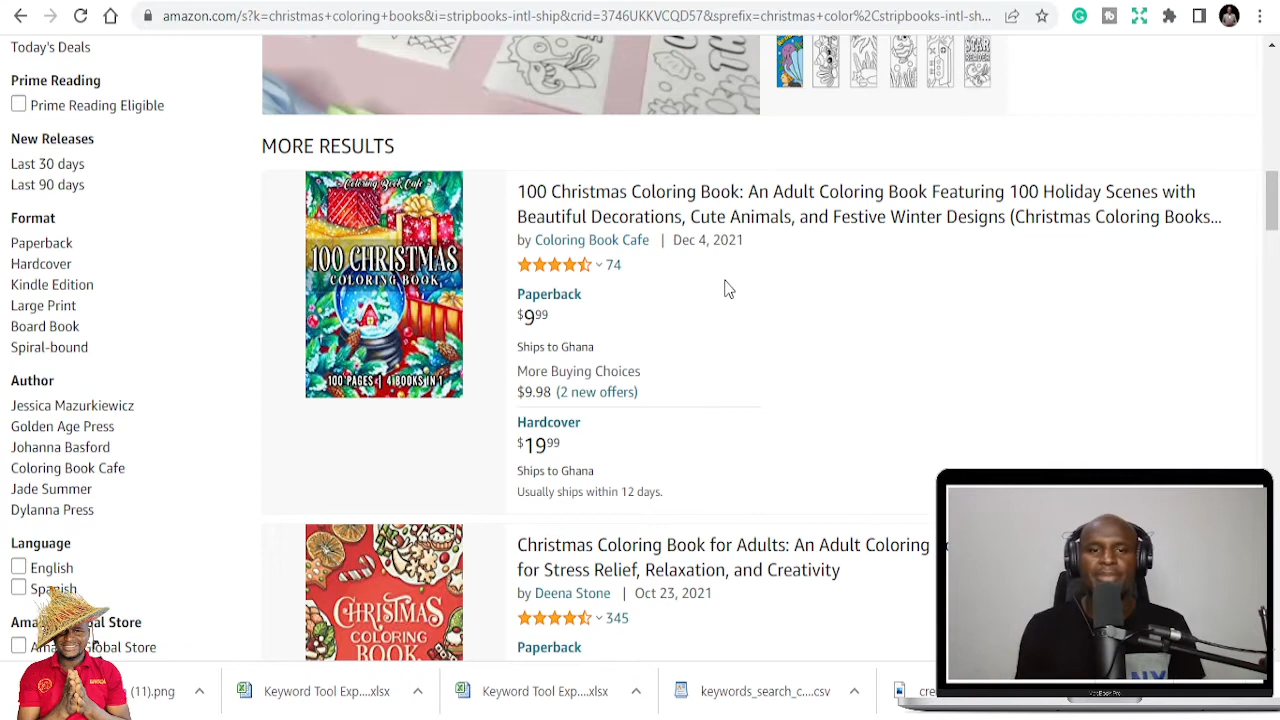 amazon.com/s?k=christmas+coloring+books&i=stripbooks-intl-ship&crid=3746UKKVCQD57&sprefix=christmas+color%2Cstripbooks-intl-sh...
Today's Deals
Prime Reading
Prime Reading Eligible
New Releases
Last 30 days
Last 90 days
Format
Paperback
Hardcover
Kindle Edition
Large Print
Board Book
Spiral-bound
Author
Jessica Mazurkiewicz
Golden Age Press
Johanna Basford
Coloring Book Cafe
Jade Summer
Dylanna Press
Language
English
Spanish
Global Store
MORE RESULTS
Coloring Book Cafe
100 CHRISTMAS
COLORING BOOK
100 PAGES | 4 BOOKS IN 1
100 Christmas Coloring Book: An Adult Coloring Book Featuring 100 Holiday Scenes with
Beautiful Decorations, Cute Animals, and Festive Winter Designs (Christmas Coloring Books...
by Coloring Book Cafe | Dec 4, 2021
74
Paperback
$9.99
Ships to Ghana
More Buying Choices
$9.98 (2 new offers)
Hardcover
$19.99
Ships to Ghana
Usually ships within 12 days.
CHRISTMAS
COLORING
BOOK
Christmas Coloring Book for Adults: An Adult Coloring
for Stress Relief, Relaxation, and Creativity
by Deena Stone | Oct 23, 2021
345
Paperback
(11).png
Keyword Tool Exp....xlsx
Keyword Tool Exp....xlsx
keywords_search_c....csv
MacBook Pro